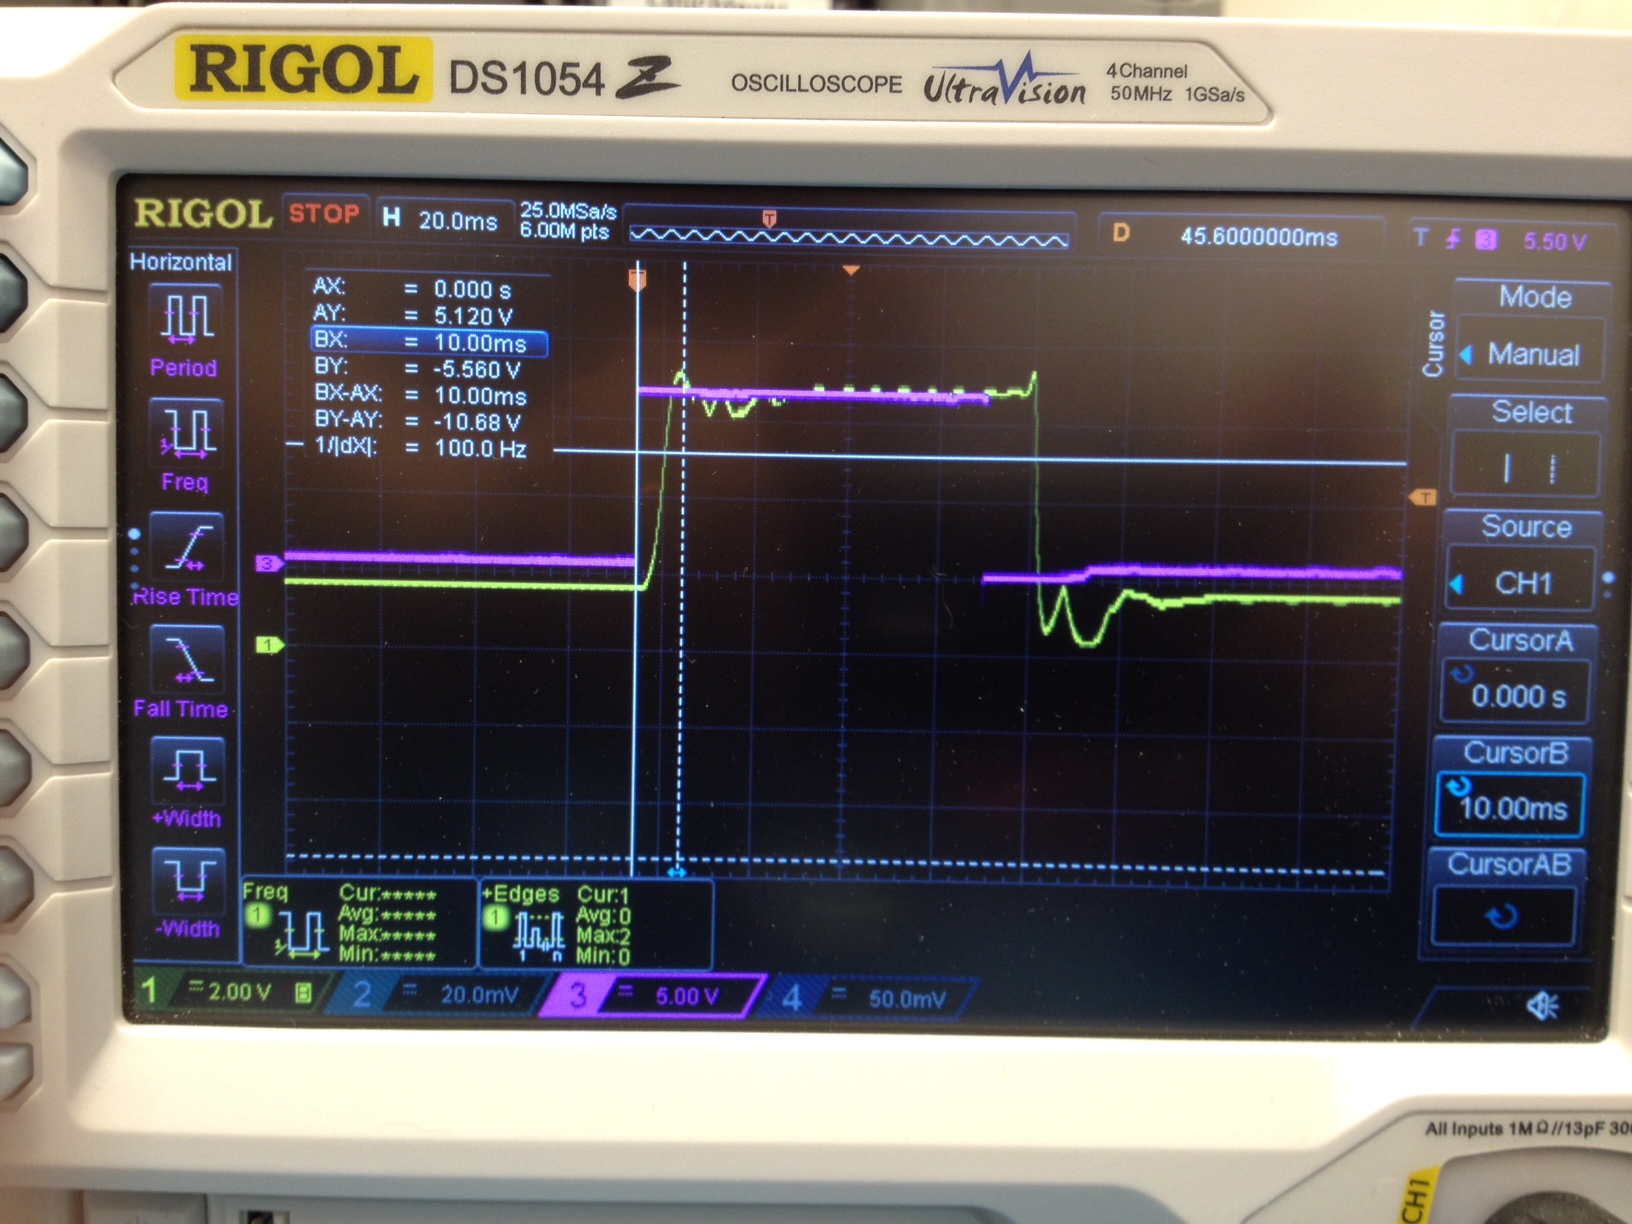 RIGOL DS1054 Z OSCILLOSCOPE UltraVision 4 Channel
50MHz 1GSa/s
RIGOL STOP H 20.0ms 25.0MSa/s
6.00M pts
T
D 45.6000000ms T 3 5.50 V
Horizontal
Period
Freq
Rise Time
Fall Time
+Width
-Width
AX: = 0.000 s
AY: = 5.120 V
BX: = 10.00ms
BY: = -5.560 V
BX-AX: = 10.00ms
BY-AY: = -10.68 V
1/|dX|: = 100.0 Hz
T
3
1
Cursor
Mode
Manual
Select
Source
CH1
CursorA
0.000 s
CursorB
10.00ms
CursorAB
Freq
1
Cur:*****
Avg:*****
Max:*****
Min:*****
+Edges
1
1 n
Cur:1
Avg:0
Max:2
Min:0
1 2.00 V B 2 20.0mV 3 5.00 V 4 50.0mV
All Inputs 1MΩ//13pF 30
CH1